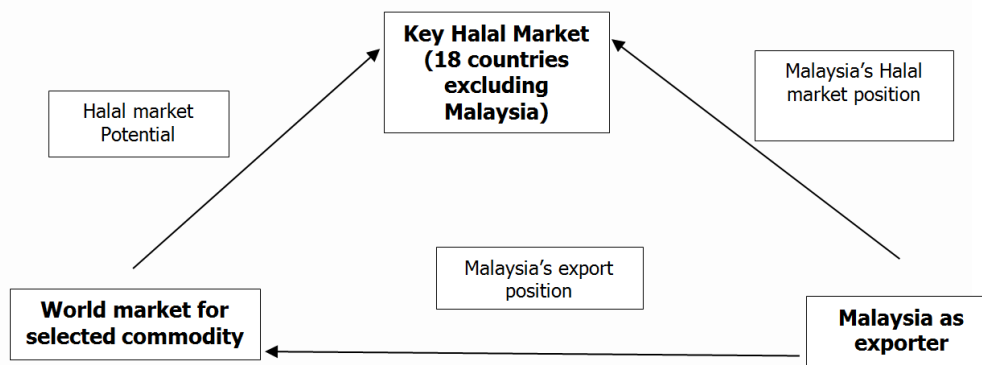 Key Halal Market
(18 countries
excluding
Malaysia)
Malaysia's Halal
market position
Halal market
Potential
Malaysia's export
position
World market for
selected commodity
Malaysia as
exporter